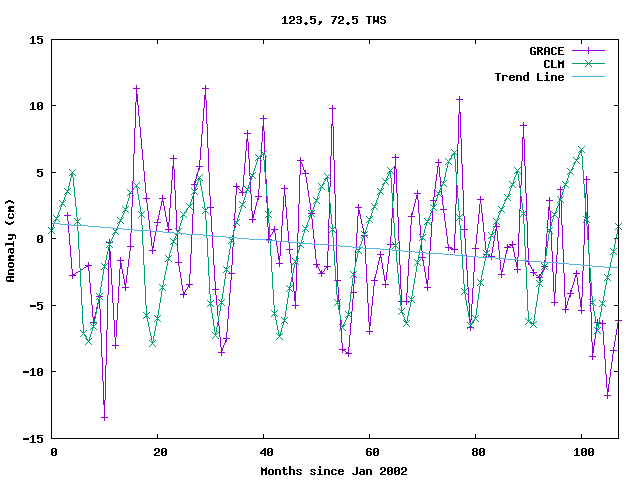 123.5, 72.5 TWS
GRACE
CLM
Trend Line
15
10
5
0
-5
-10
-15
Anomaly (cm)
0 20 40 60 80 100
Months since Jan 2002